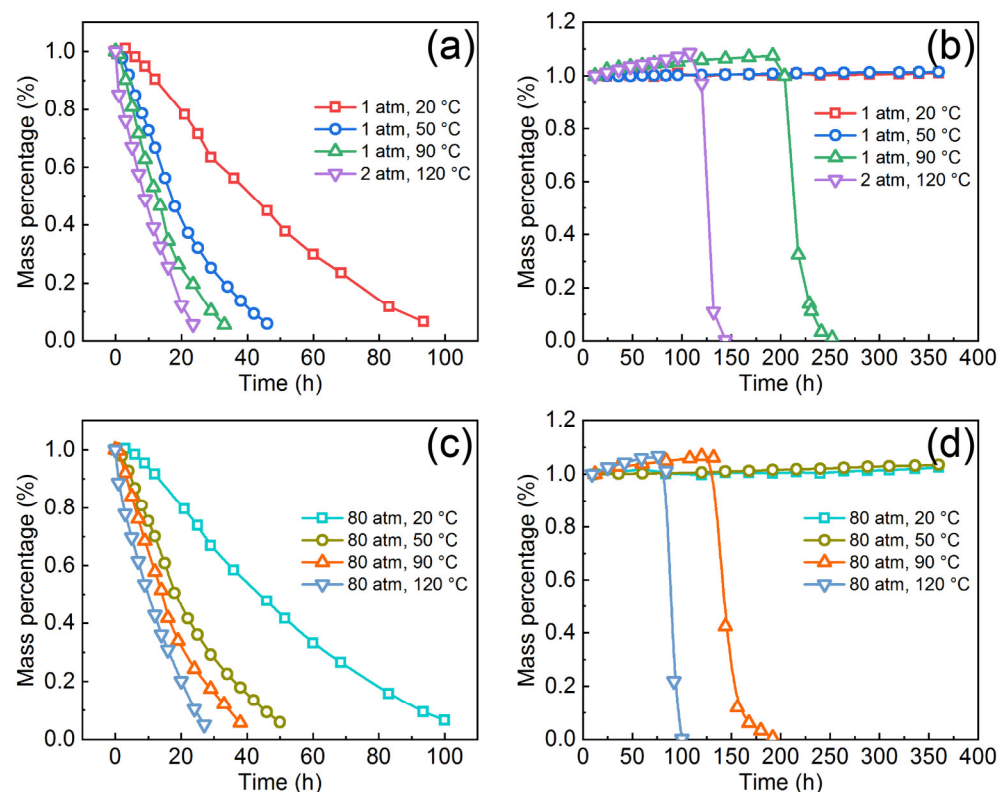 (a)
Mass percentage (%)
1.0
0.8
0.6
0.4
0.2
0.0
1 atm, 20 °C
1 atm, 50 °C
1 atm, 90 °C
2 atm, 120 °C
0 20 40 60 80 100
Time (h)
(b)
Mass percentage (%)
1.2
1.0
0.8
0.6
0.4
0.2
0.0
1 atm, 20 °C
1 atm, 50 °C
1 atm, 90 °C
2 atm, 120 °C
0 50 100 150 200 250 300 350 400
Time (h)
(c)
Mass percentage (%)
1.0
0.8
0.6
0.4
0.2
0.0
80 atm, 20 °C
80 atm, 50 °C
80 atm, 90 °C
80 atm, 120 °C
0 20 40 60 80 100
Time (h)
(d)
Mass percentage (%)
1.2
1.0
0.8
0.6
0.4
0.2
0.0
80 atm, 20 °C
80 atm, 50 °C
80 atm, 90 °C
80 atm, 120 °C
0 50 100 150 200 250 300 350 400
Time (h)